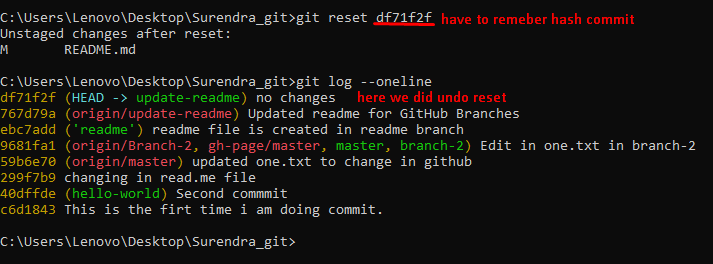 C:\Users\Lenovo\Desktop\Surendra_git>git reset df71f2f have to remeber hash commit
Unstaged changes after reset:
M       README.md
C:\Users\Lenovo\Desktop\Surendra_git>git log --oneline
df71f2f (HEAD -> update-readme) no changes here we did undo reset
767d79a (origin/update-readme) Updated readme for GitHub Branches
ebc7add ('readme') readme file is created in readme branch
9681fa1 (origin/Branch-2, gh-page/master, master, branch-2) Edit in one.txt in branch-2
59b6e70 (origin/master) updated one.txt to change in github
299f7b9 changing in read.me file
40dffde (hello-world) Second commmit
c6d1843 This is the firt time i am doing commit.
C:\Users\Lenovo\Desktop\Surendra_git>